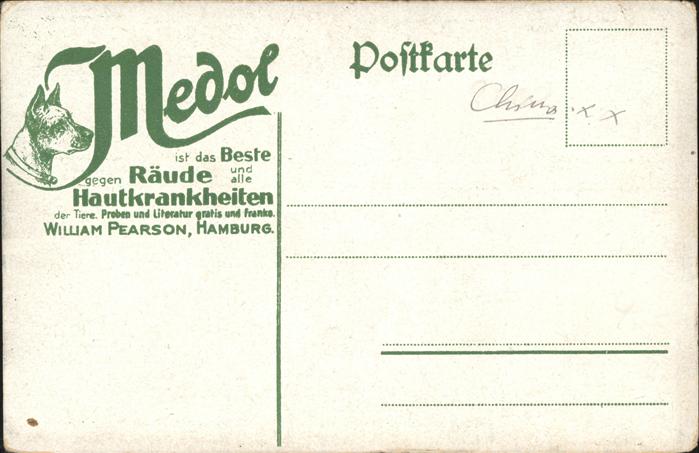 Medol
ist das Beste
gegen Räude und alle
Hautkrankheiten
der Tiere. Proben und Literatur gratis und franko.
WILLIAM PEARSON, HAMBURG.
Poſtkarte
China x x